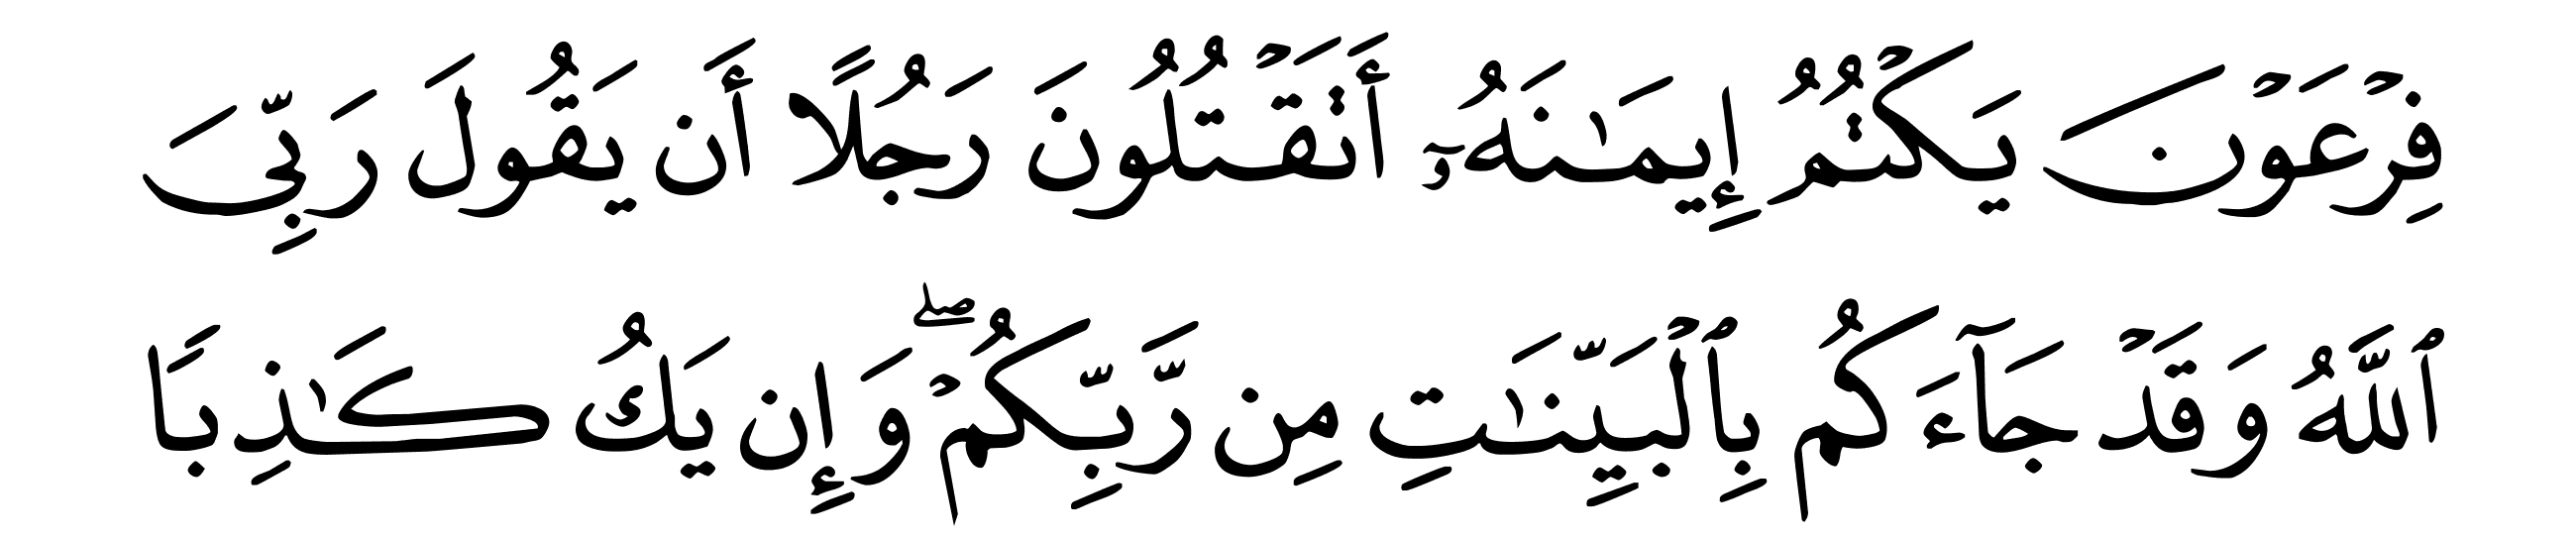 فِرْعَوْنَ يَكْتُمُ إِيمَـٰنَهُۥٓ أَتَقْتُلُونَ رَجُلًا أَن يَقُولَ رَبِّىَ
ٱللَّهُ وَقَدْ جَآءَكُم بِٱلْبَيِّنَـٰتِ مِن رَّبِّكُمْ ۖ وَإِن يَكُ كَـٰذِبًا